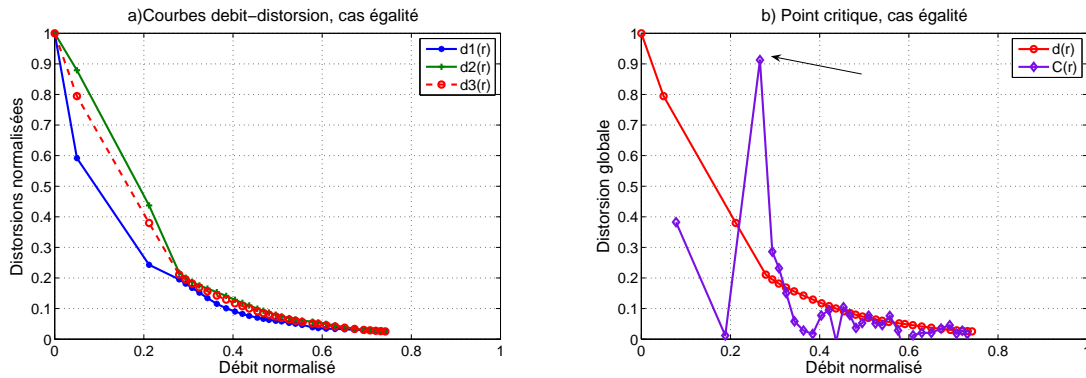 a)Courbes debit–distorsion, cas égalité
Distorsions normalisées
1
0.9
0.8
0.7
0.6
0.5
0.4
0.3
0.2
0.1
0
0 0.2 0.4 0.6 0.8 1
Débit normalisé
d1(r)
d2(r)
d3(r)
b) Point critique, cas égalité
Distorsion globale
1
0.9
0.8
0.7
0.6
0.5
0.4
0.3
0.2
0.1
0
0 0.2 0.4 0.6 0.8 1
Débit normalisé
d(r)
C(r)